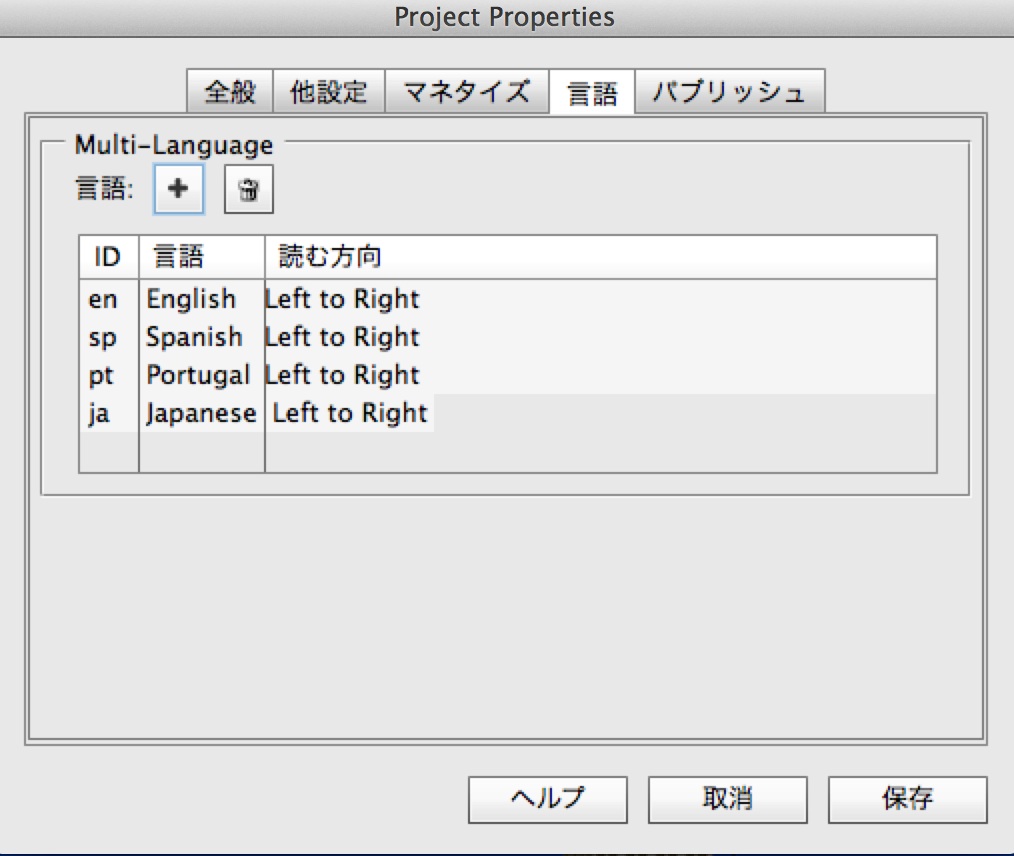 Project Properties
全般 他設定 マネタイズ 言語 パブリッシュ
Multi-Language
言語:
ID 言語 読む方向
en English Left to Right
sp Spanish Left to Right
pt Portugal Left to Right
ja Japanese Left to Right
ヘルプ 取消 保存